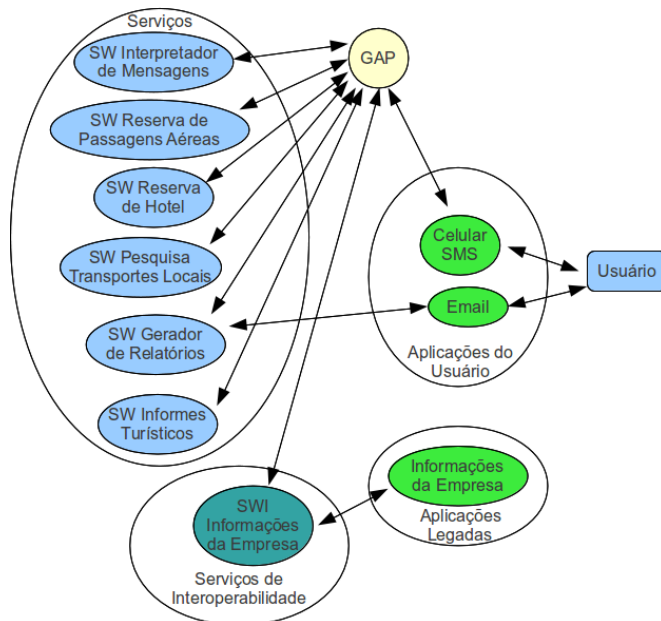 Serviços
SW Interpretador
de Mensagens
GAP
SW Reserva de
Passagens Aéreas
SW Reserva
de Hotel
Celular
SMS
SW Pesquisa
Transportes Locais
Usuário
Email
SW Gerador
de Relatórios
Aplicações do
Usuário
SW Informes
Turísticos
Informações
da Empresa
SWI
Informações
da Empresa
Aplicações
Legadas
Serviços de
Interoperabilidade